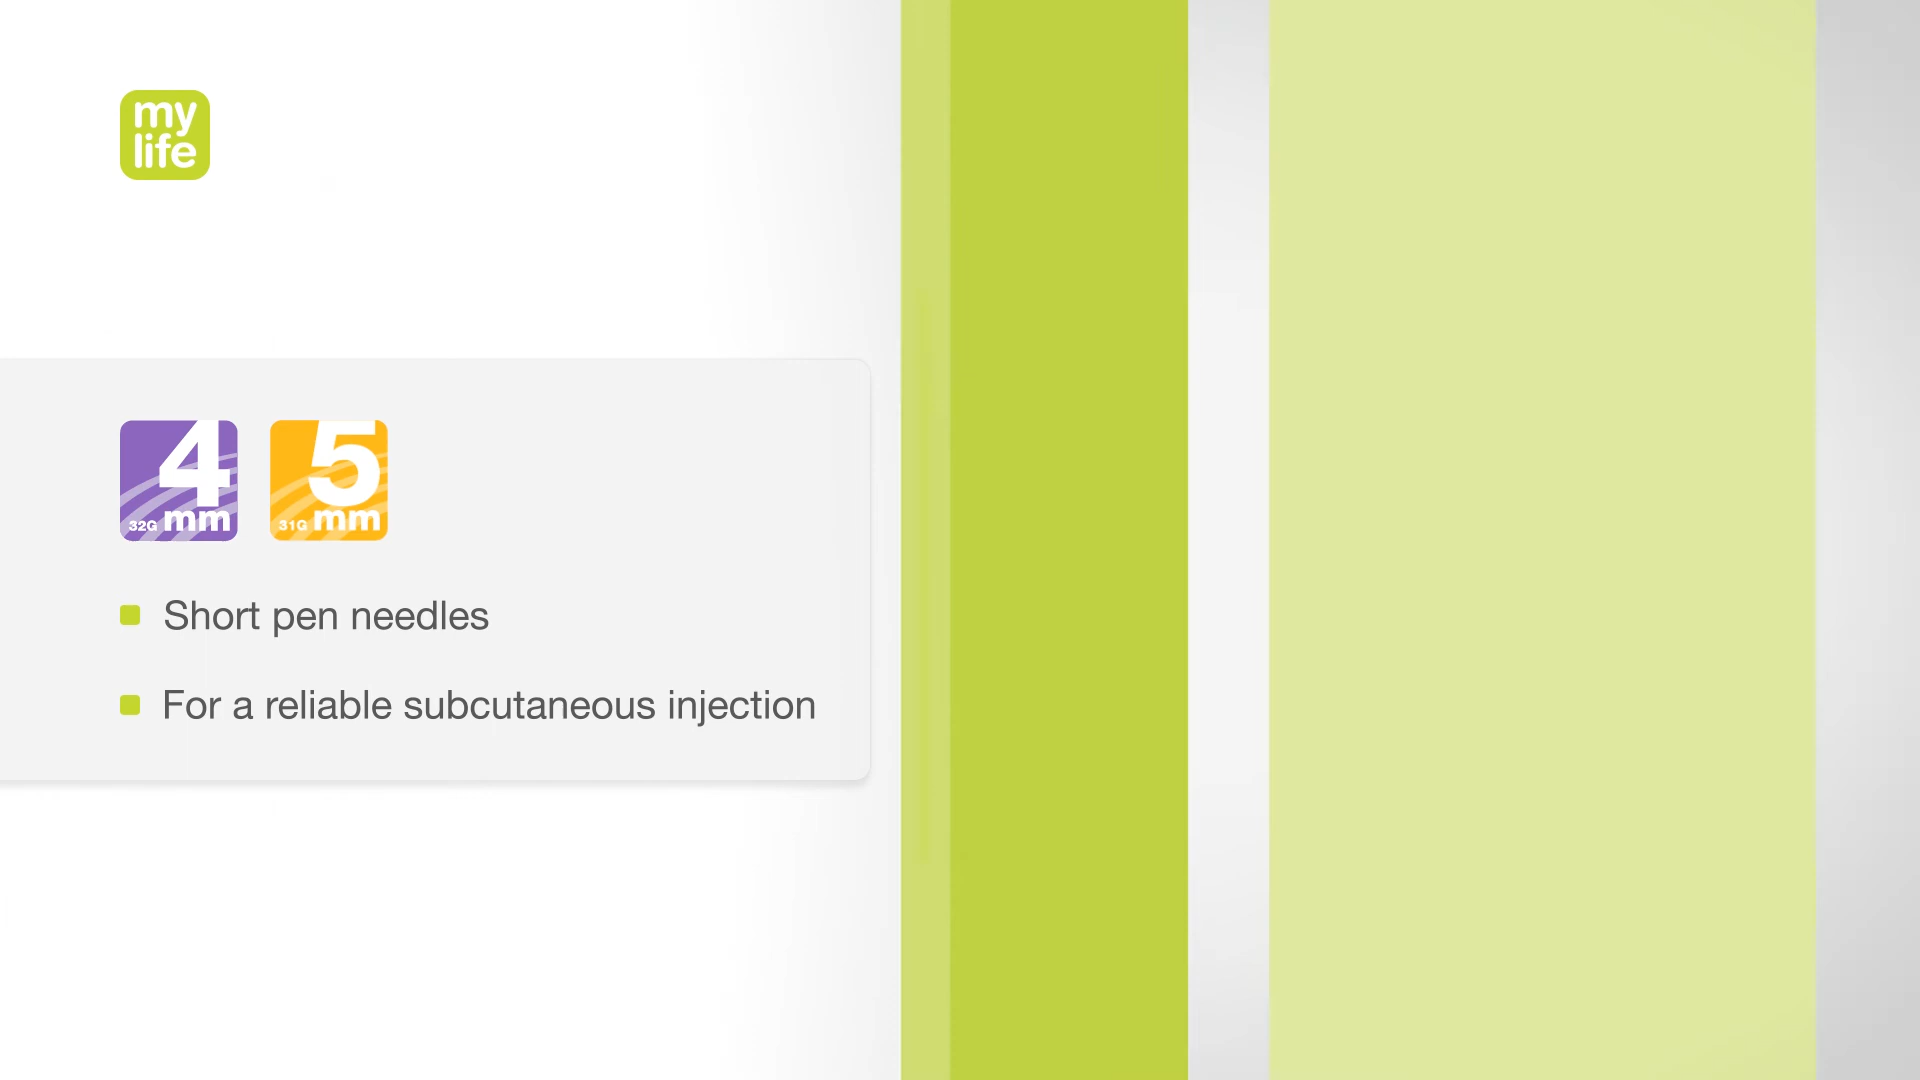 my
life
4
32G mm
5
31G mm
Short pen needles
For a reliable subcutaneous injection